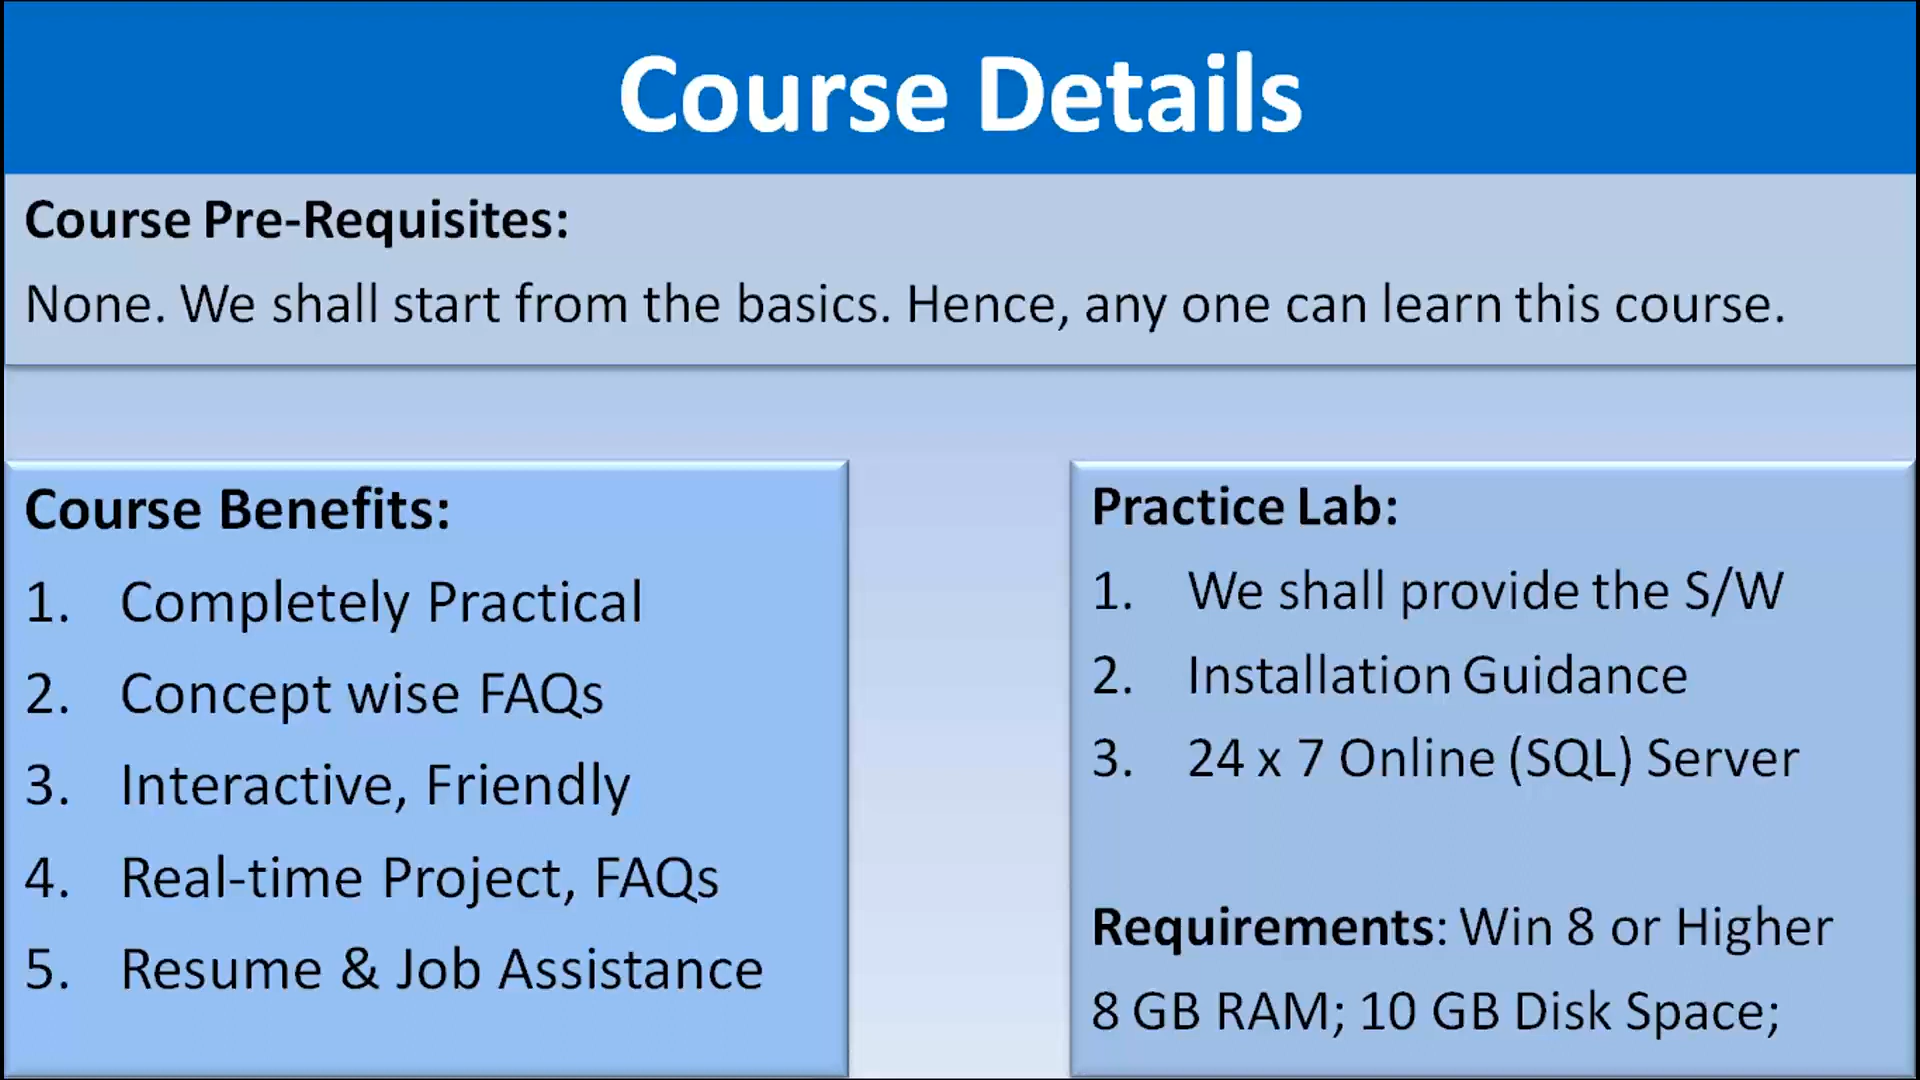 Course Details
Course Pre-Requisites:
None. We shall start from the basics. Hence, any one can learn this course.
Course Benefits:
1. Completely Practical
2. Concept wise FAQs
3. Interactive, Friendly
4. Real-time Project, FAQs
5. Resume & Job Assistance
Practice Lab:
1. We shall provide the S/W
2. Installation Guidance
3. 24 x 7 Online (SQL) Server
Requirements: Win 8 or Higher
8 GB RAM; 10 GB Disk Space;